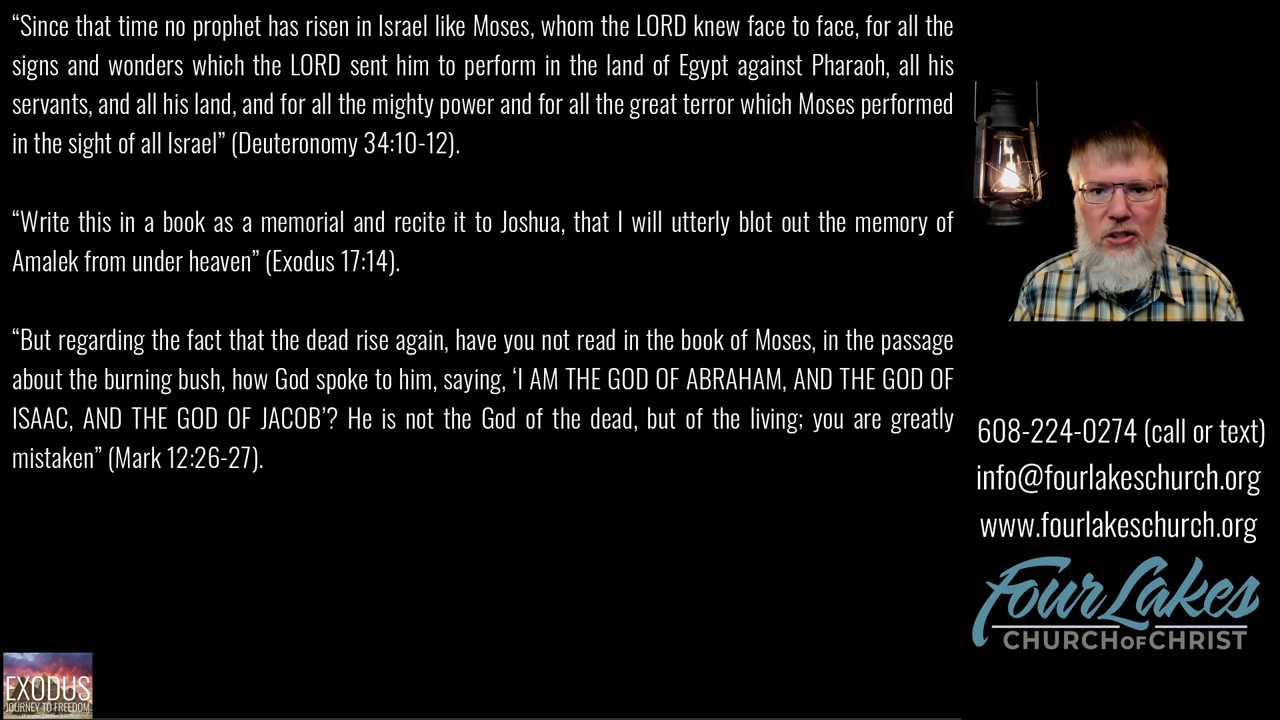 “Since that time no prophet has risen in Israel like Moses, whom the LORD knew face to face, for all the
signs and wonders which the LORD sent him to perform in the land of Egypt against Pharaoh, all his
servants, and all his land, and for all the mighty power and for all the great terror which Moses performed
in the sight of all Israel” (Deuteronomy 34:10-12).
“Write this in a book as a memorial and recite it to Joshua, that I will utterly blot out the memory of
Amalek from under heaven” (Exodus 17:14).
“But regarding the fact that the dead rise again, have you not read in the book of Moses, in the passage
about the burning bush, how God spoke to him, saying, ‘I AM THE GOD OF ABRAHAM, AND THE GOD OF
ISAAC, AND THE GOD OF JACOB’? He is not the God of the dead, but of the living; you are greatly
mistaken” (Mark 12:26-27).
608-224-0274 (call or text)
info@fourlakeschurch.org
www.fourlakeschurch.org
Four Lakes
CHURCH OF CHRIST
EXODUS
JOURNEY TO FREEDOM